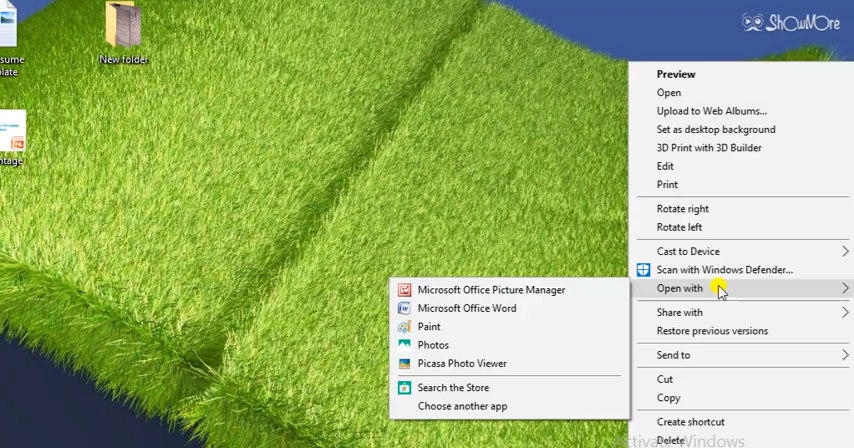 ShowMore
New folder
Preview
Open
Upload to Web Albums...
Set as desktop background
3D Print with 3D Builder
Edit
Print
Rotate right
Rotate left
Cast to Device
Scan with Windows Defender...
Open with
Microsoft Office Picture Manager
Microsoft Office Word
Paint
Photos
Picasa Photo Viewer
Search the Store
Choose another app
Share with
Restore previous versions
Send to
Cut
Copy
Create shortcut
Delete
Windows